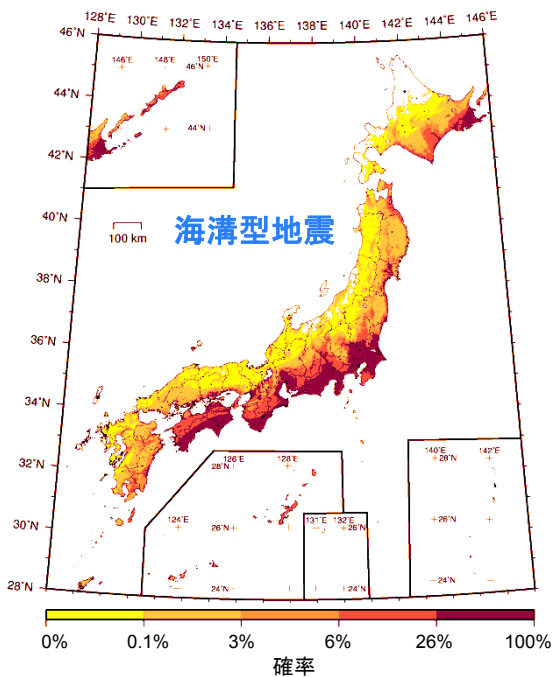 128°E 130°E 132°E 134°E 136°E 138°E 140°E 142°E 144°E 146°E
46°N
146°E 148°E 150°E
46°N
44°N
44°N
42°N
40°N
海溝型地震
100 km
38°N
36°N
34°N
32°N
126°E 128°E
28°N
140°E 142°E
28°N
30°N
124°E
26°N
131°E 132°E
26°N
26°N
28°N
24°N
24°N
24°N
0% 0.1% 3% 6% 26% 100%
確率